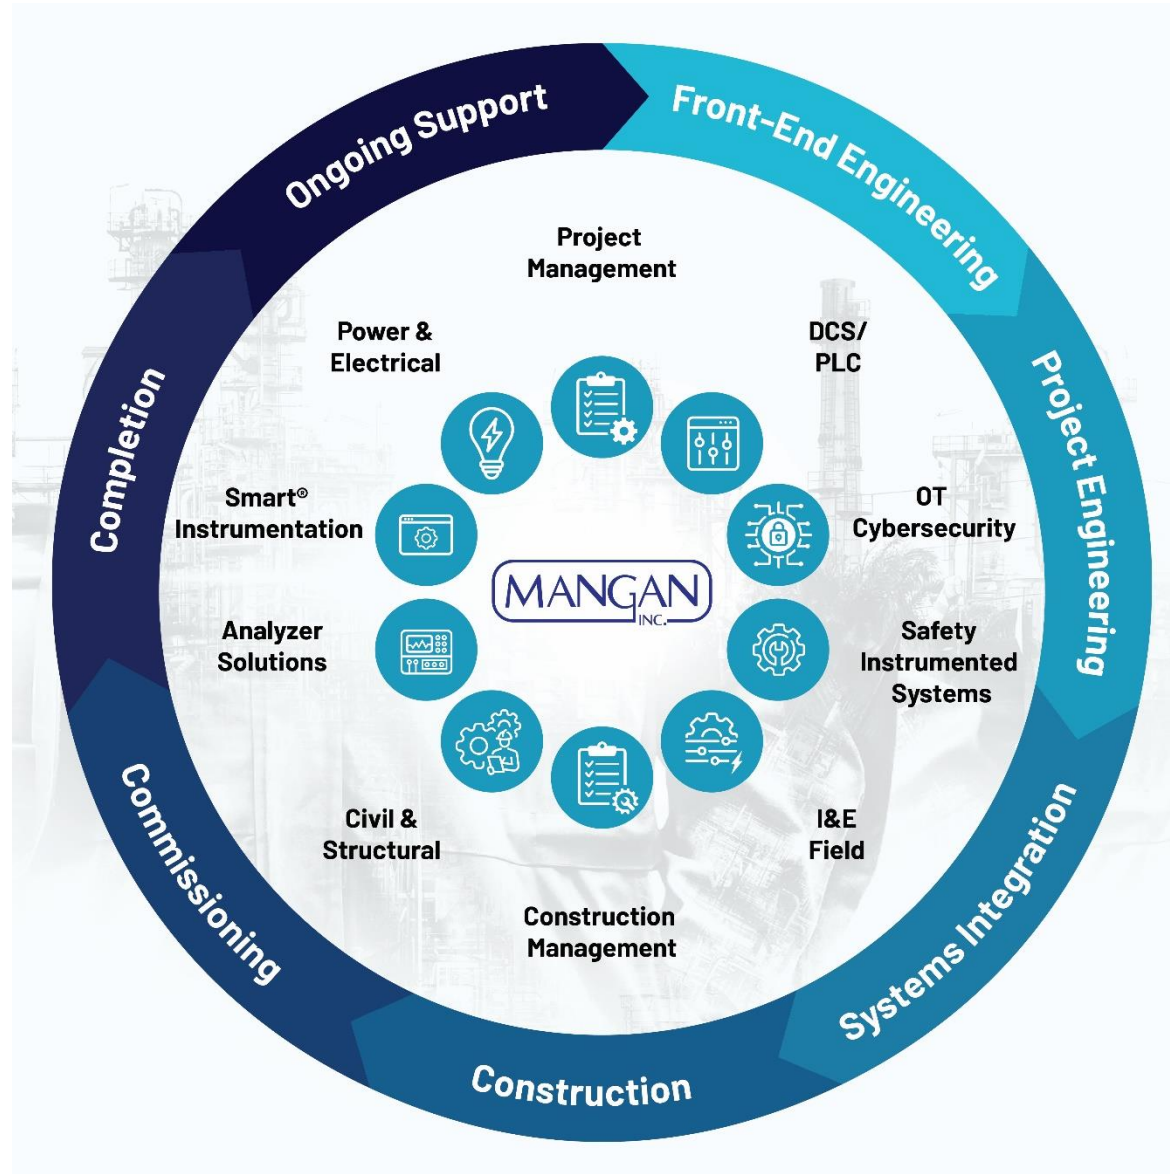 Ongoing Support
Front-End Engineering
Project Engineering
Systems Integration
Construction
Commissioning
Completion
Project
Management
DCS/
PLC
OT
Cybersecurity
Safety
Instrumented
Systems
I&E
Field
Construction
Management
Civil &
Structural
Analyzer
Solutions
Smart®
Instrumentation
Power &
Electrical
MANGAN
INC.